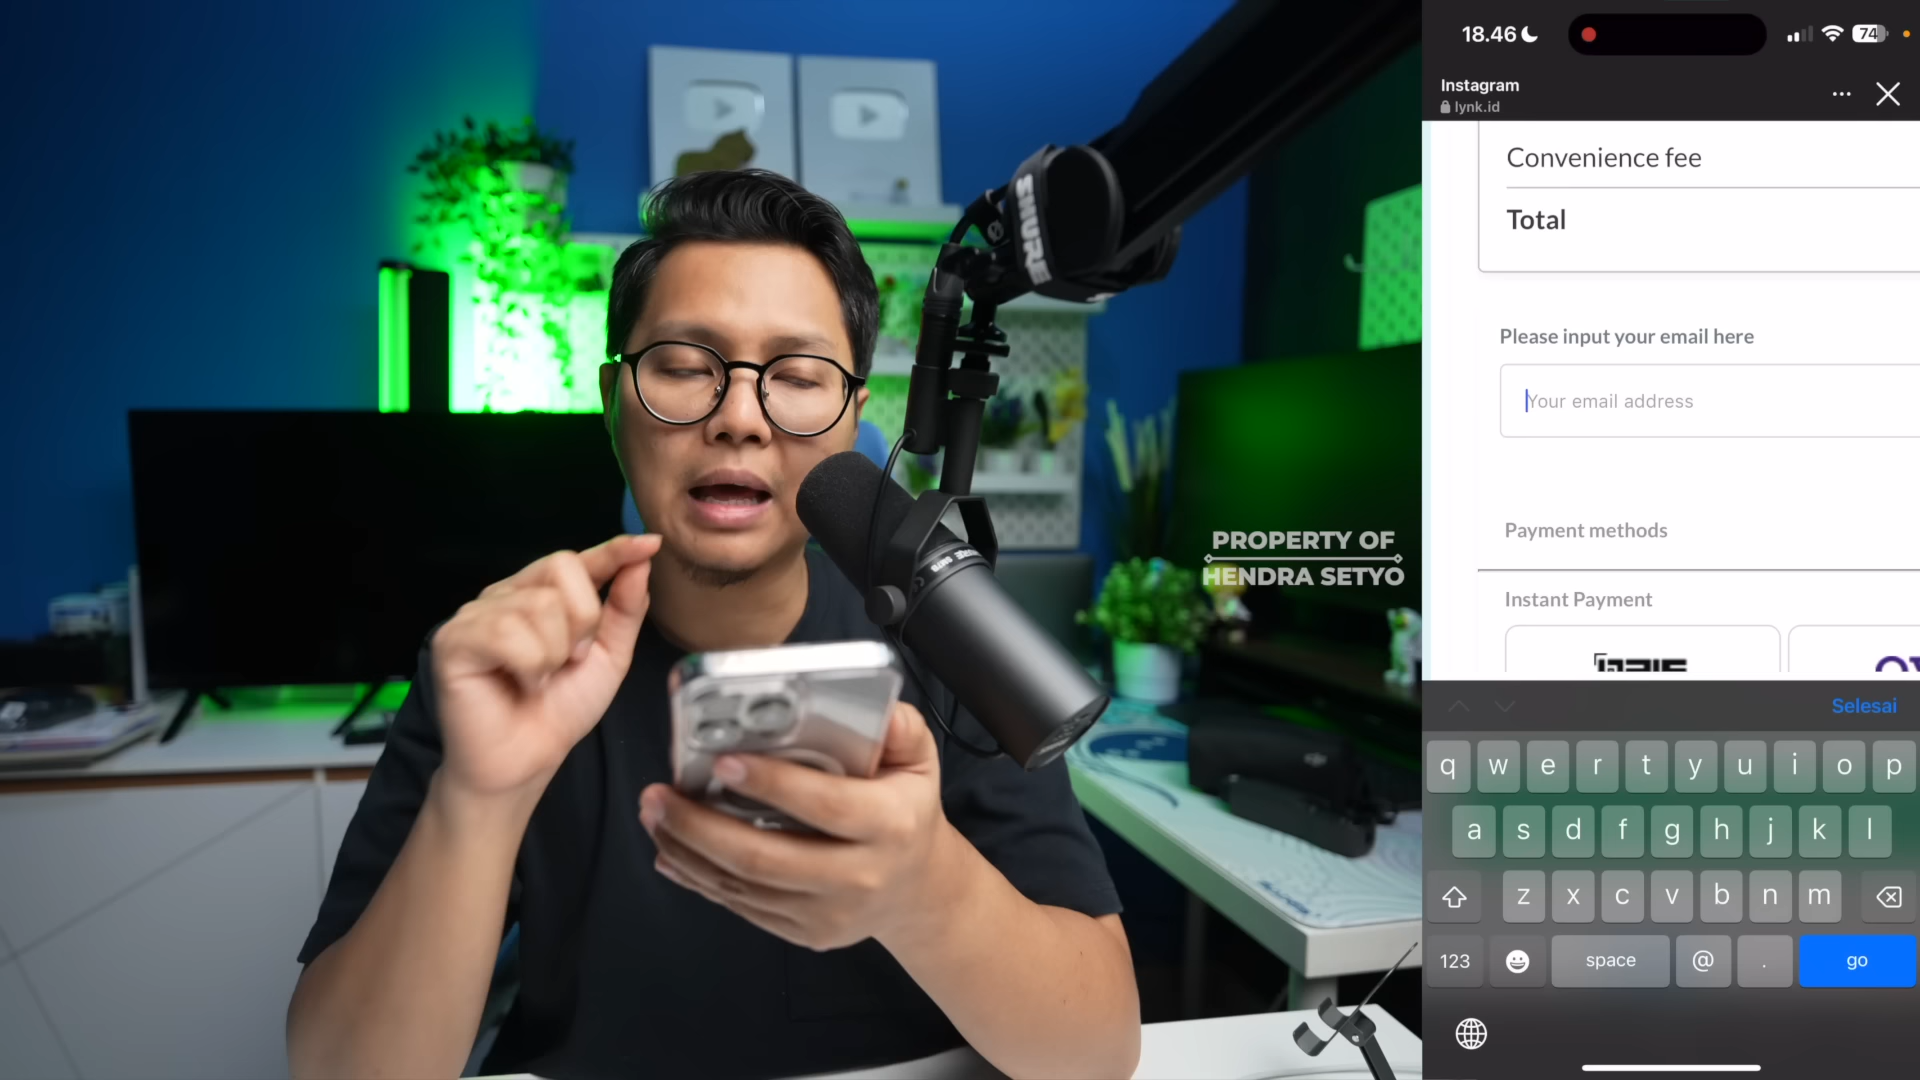 18.46
74
Instagram
lynk.id
Convenience fee
Total
Please input your email here
Your email address
Payment methods
Instant Payment
Selesai
q w e r t y u i o p
a s d f g h j k l
z x c v b n m
123
space
@
.
go
SHURE
PROPERTY OF
HENDRA SETYO